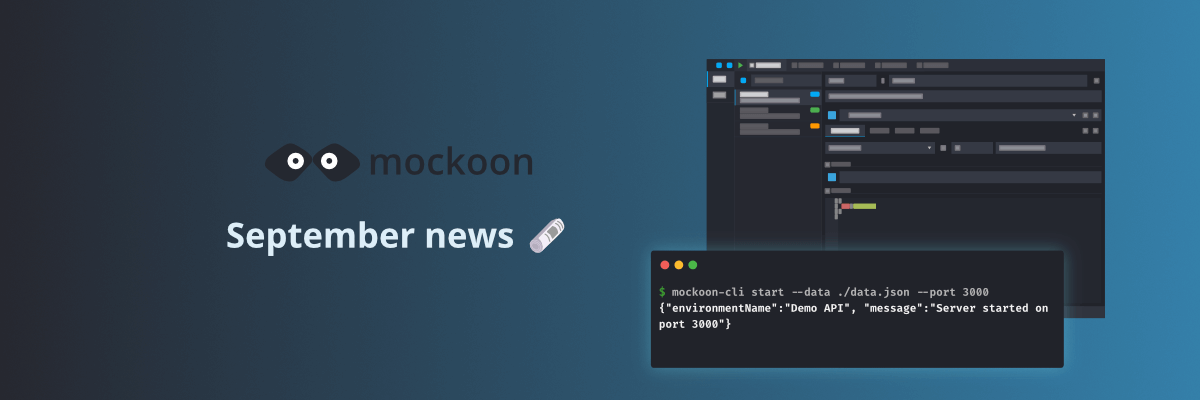 mockoon
September news
$ mockoon-cli start --data ./data.json --port 3000
{"environmentName":"Demo API", "message":"Server started on
port 3000"}